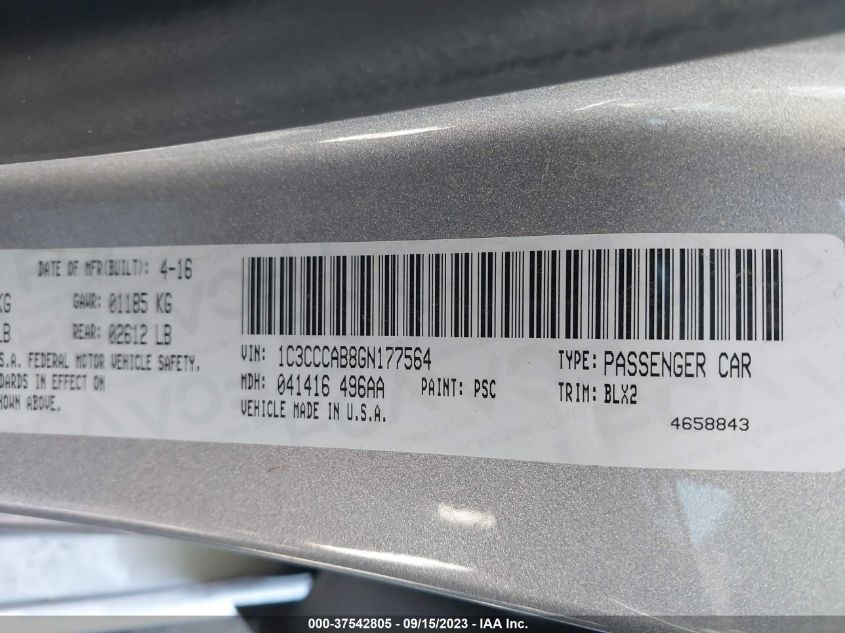 DATE OF MFR(BUILT): 4-16
KG GAWR: 01185 KG
LB REAR: 02612 LB
S.A. FEDERAL MOTOR VEHICLE SAFETY,
DARDS IN EFFECT ON
HOWN ABOVE.
VIN: 1C3CCCAB8GN177564 TYPE: PASSENGER CAR
MDH: 041416 496AA PAINT: PSC TRIM: BLX2
VEHICLE MADE IN U.S.A.
4658843
000-37542805 - 09/15/2023 - IAA Inc.